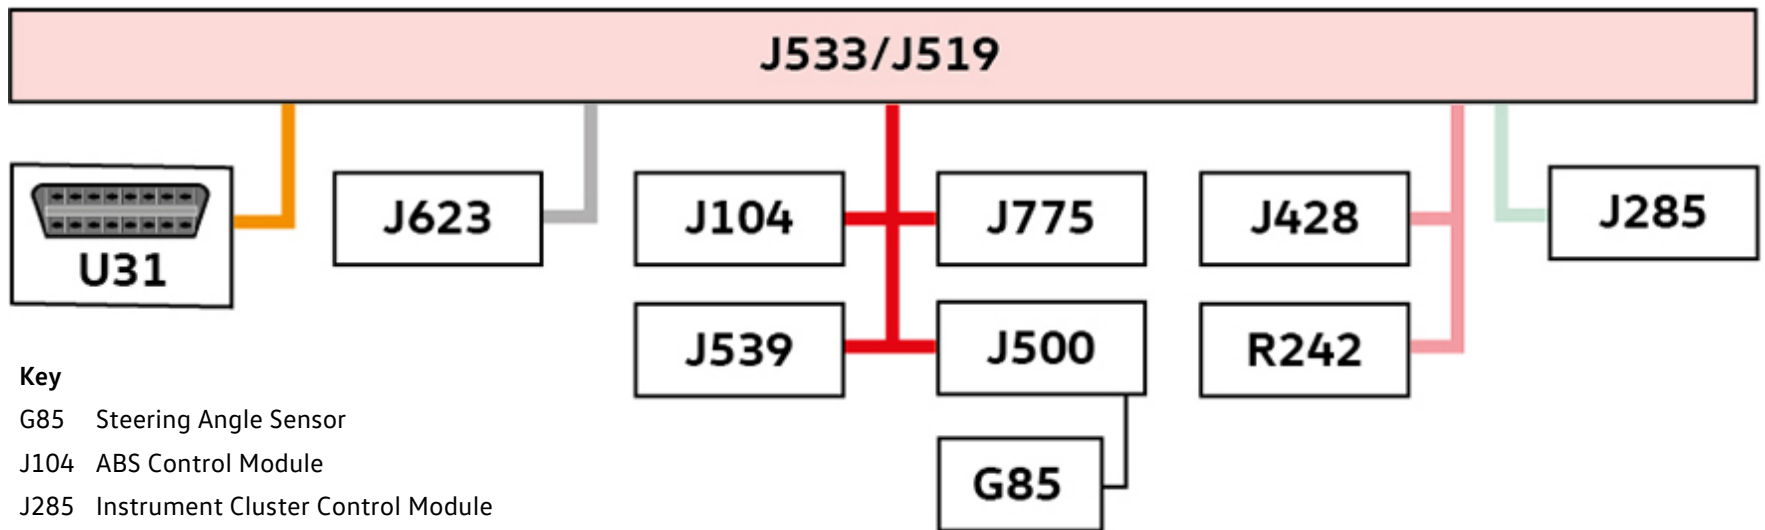 J533/J519
U31
J623
J104
J775
J428
J285
J539
J500
R242
G85
Key
G85 Steering Angle Sensor
J104 ABS Control Module
J285 Instrument Cluster Control Module